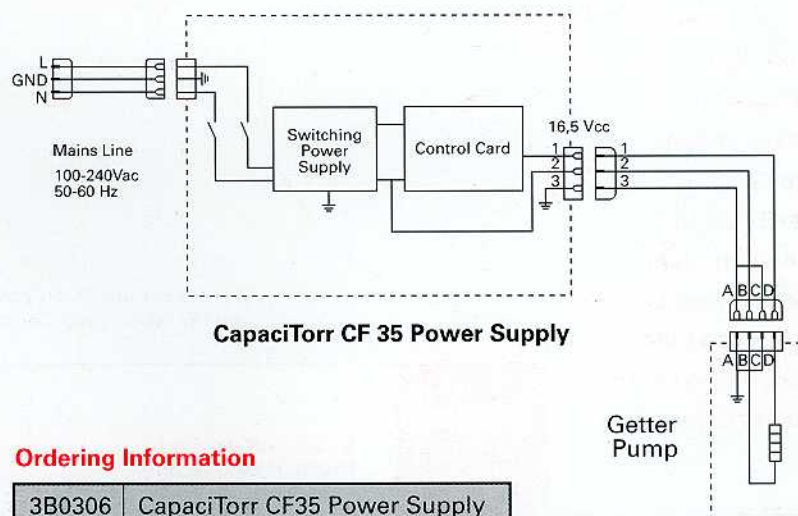 L
GND
N
Mains Line
100-240Vac
50-60 Hz
Switching
Power
Supply
Control Card
16,5 Vcc
1
2
3
1
2
3
CapaciTorr CF 35 Power Supply
A B C D
A B C D
Getter
Pump
Ordering Information
3B0306 CapaciTorr CF35 Power Supply